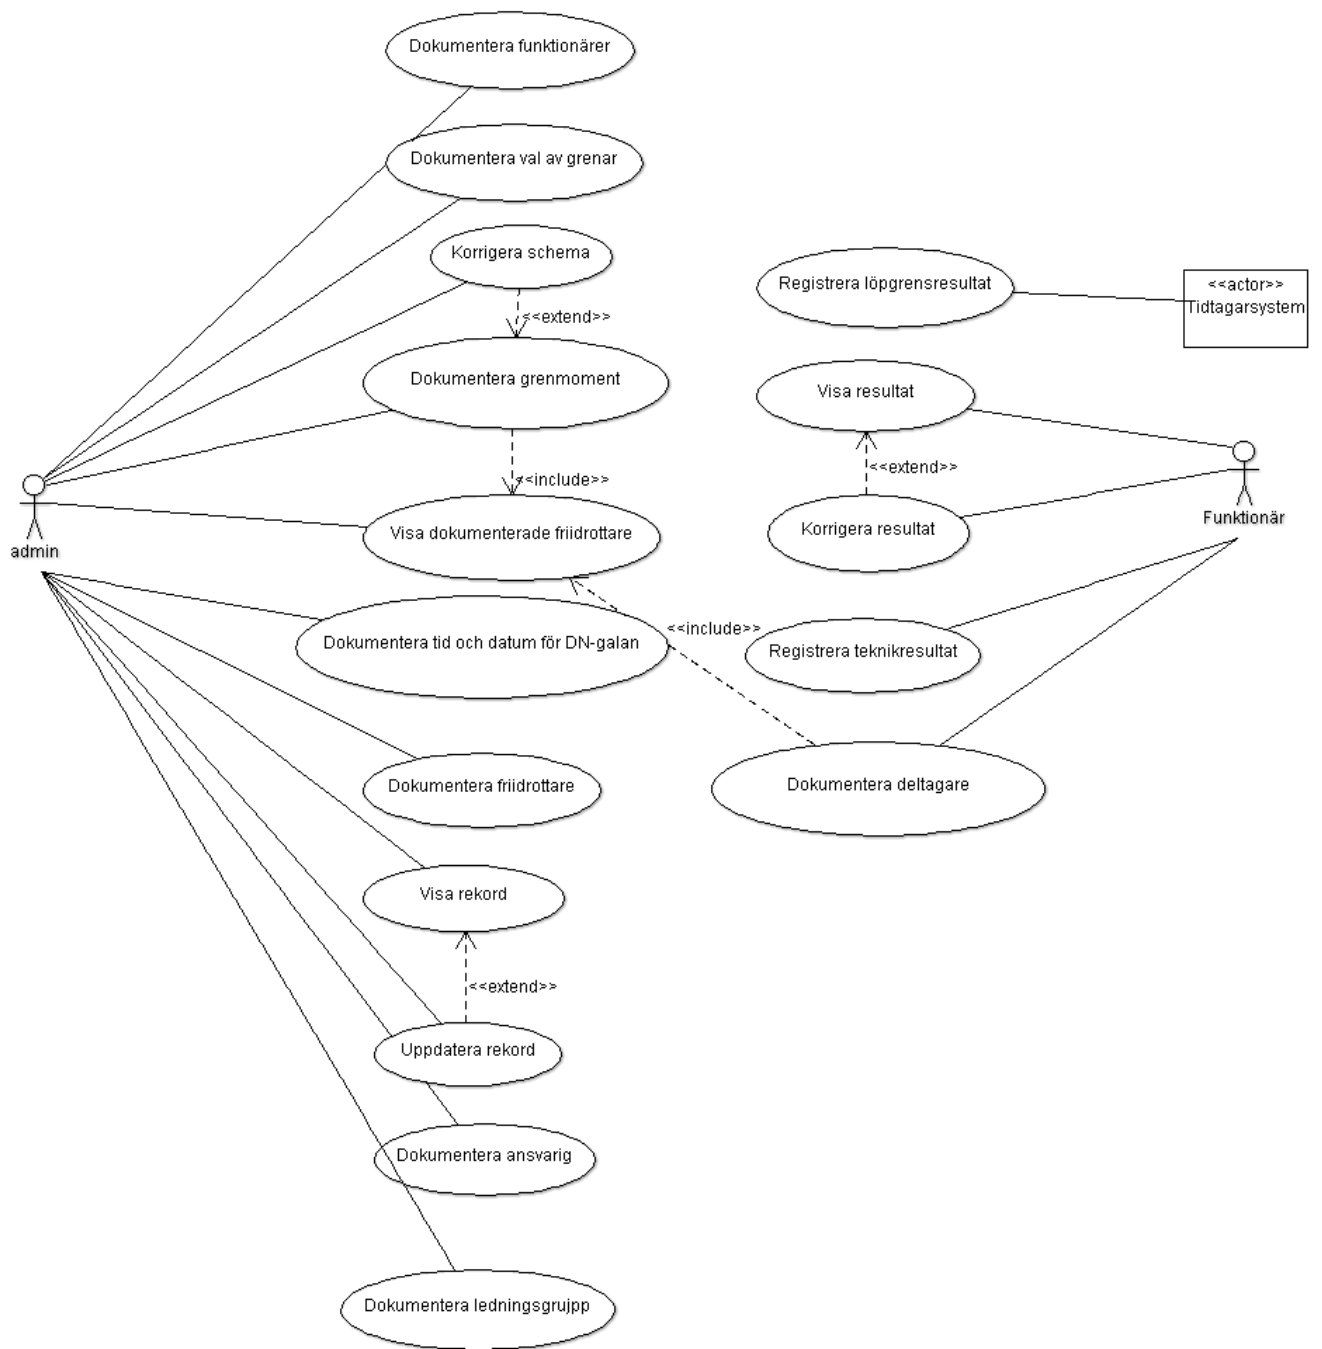 Dokumentera funktionärer
Dokumentera val av grenar
Korrigera schema
<<extend>>
Dokumentera grenmoment
<<include>>
Visa dokumenterade friidrottare
admin
Dokumentera tid och datum för DN-galan
<<include>>
Dokumentera friidrottare
Visa rekord
<<extend>>
Uppdatera rekord
Dokumentera ansvarig
Dokumentera ledningsgrujpp
Registrera löpgrensresultat
<<actor>>
Tidtagarsystem
Visa resultat
<<extend>>
Korrigera resultat
Funktionär
Registrera teknikresultat
Dokumentera deltagare